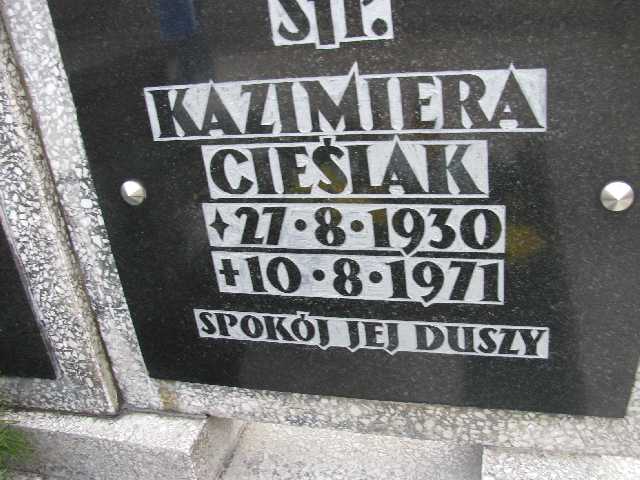 Ś†P.
KAZIMIERA
CIEŚLAK
✦27·8·1930
†10·8·1971
SPOKÓJ JEJ DUSZY